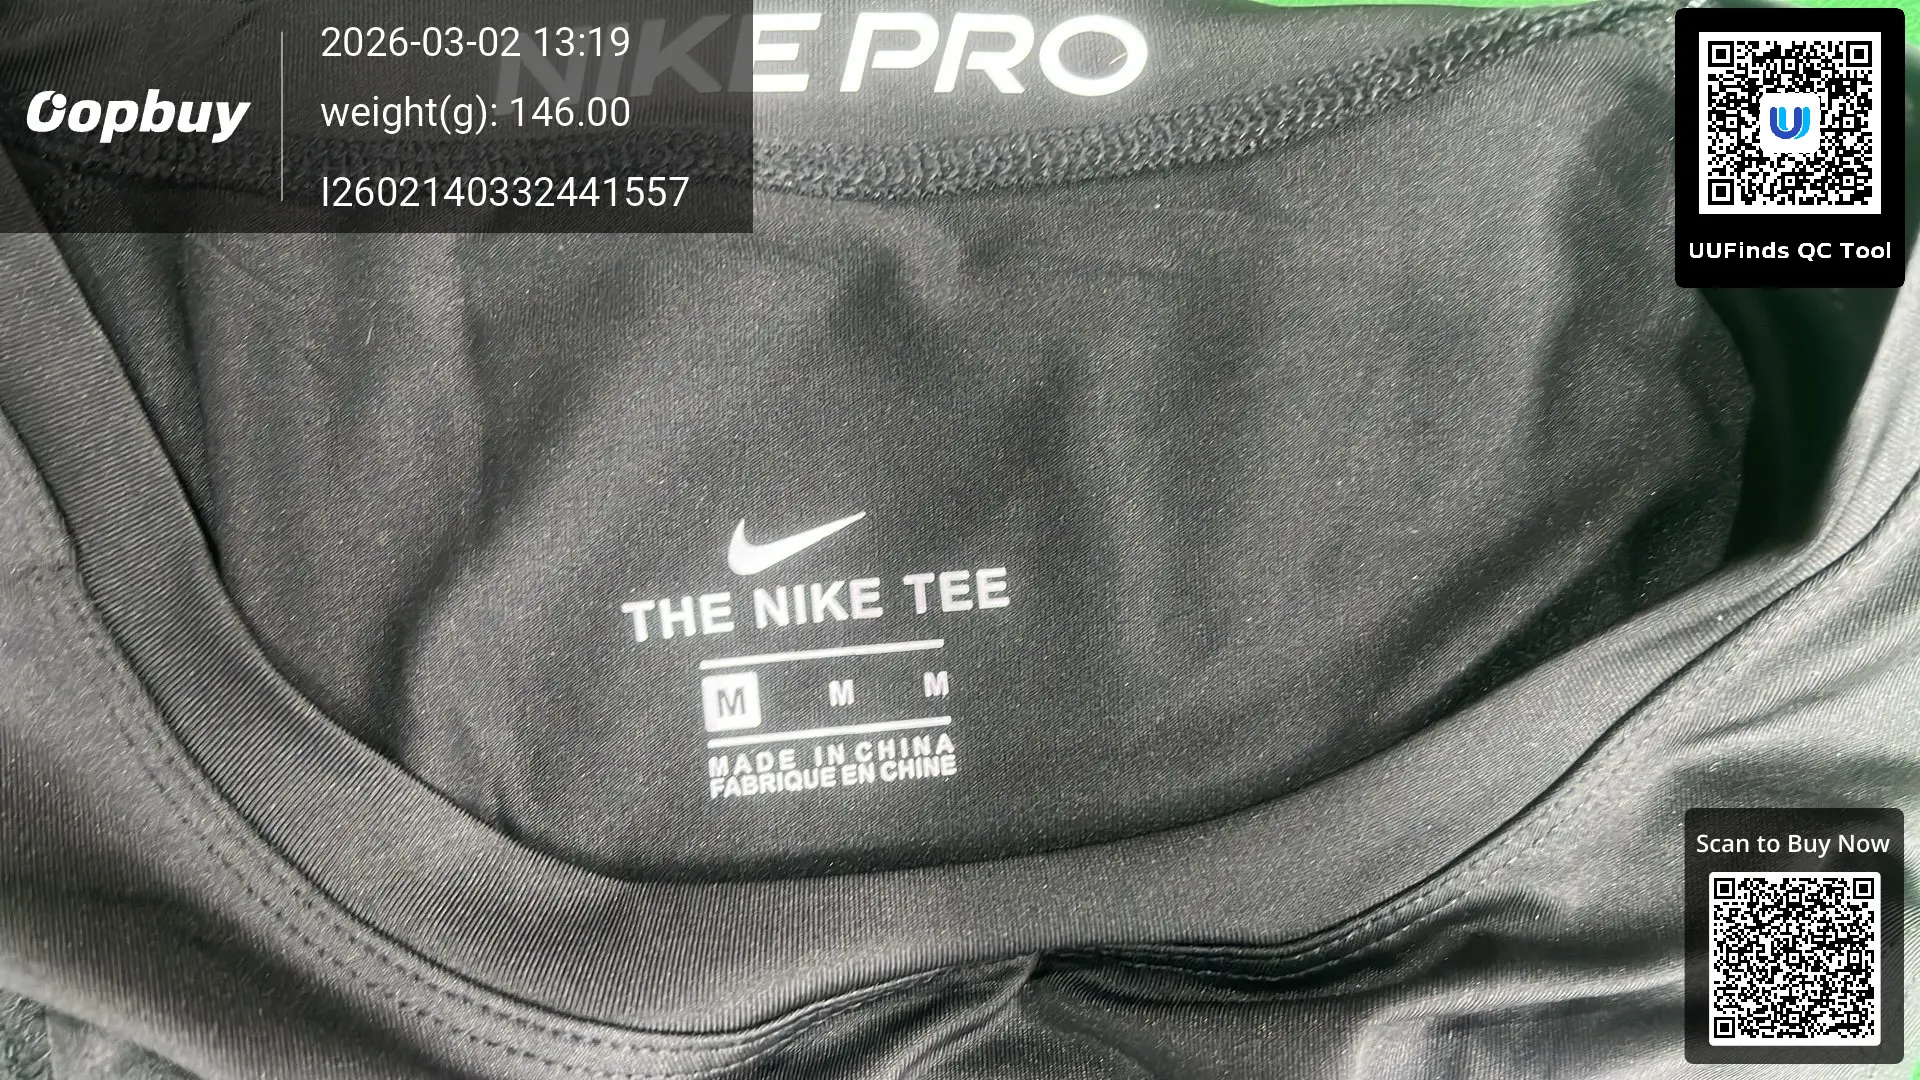 2026-03-02 13:19
Oopbuy
weight(g): 146.00
I2602140332441557
NIKE PRO
UUFinds QC Tool
THE NIKE TEE
M M M
MADE IN CHINA
FABRIQUE EN CHINE
Scan to Buy Now